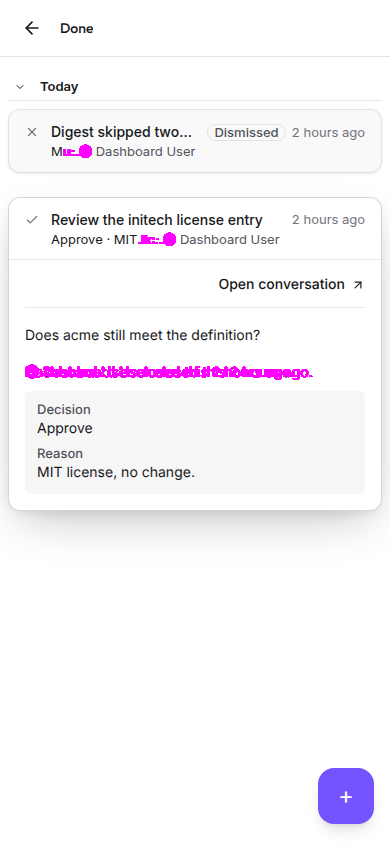 Done
Today
Digest skipped two... Dismissed 2 hours ago
Dashboard User
Review the initech license entry 2 hours ago
Approve · MIT Dashboard User
Open conversation
Does acme still meet the definition?
Decision
Approve
Reason
MIT license, no change.